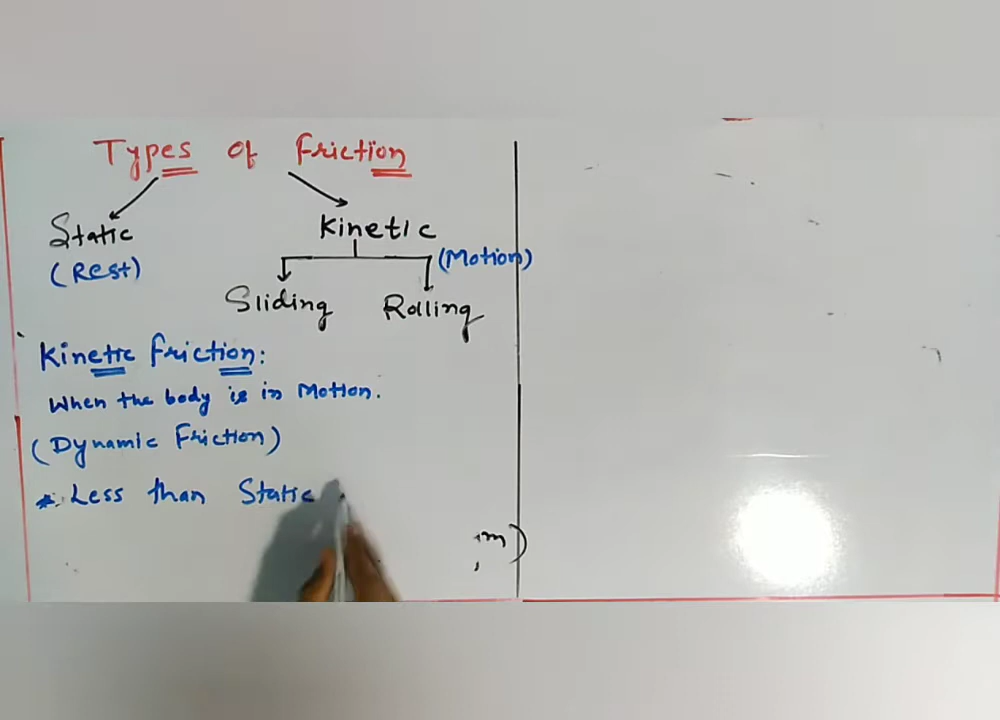 Types of Friction
Static Kinetic
(Rest) (Motion)
Sliding Rolling
Kinetic Friction:
When the body is in Motion.
(Dynamic Friction)
* Less than Static